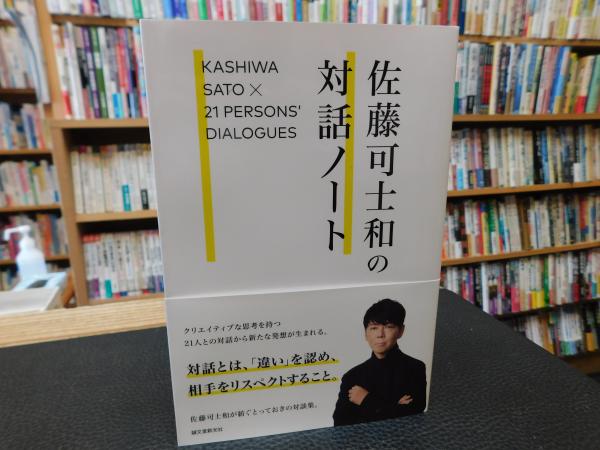 KASHIWA
SATO ×
21 PERSONS'
DIALOGUES
佐藤可士和の
対話ノート
クリエイティブな思考を持つ
21人との対話から新たな発想が生まれる。
対話とは、「違い」を認め、
相手をリスペクトすること。
佐藤可士和が紡ぐとっておきの対談集。
誠文堂新光社